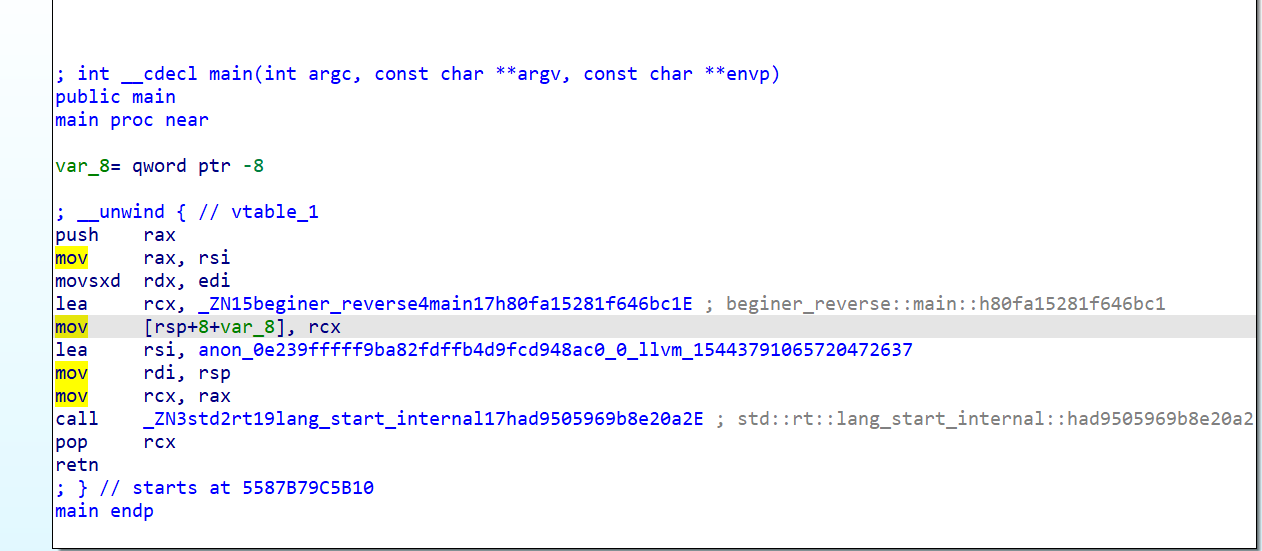 ; int __cdecl main(int argc, const char **argv, const char **envp)
public main
main proc near
var_8= qword ptr -8
; __unwind { // vtable_1
push rax
mov rax, rsi
movsxd rdx, edi
lea rcx, _ZN15beginer_reverse4main17h80fa15281f646bc1E ; beginer_reverse::main::h80fa15281f646bc1
mov [rsp+8+var_8], rcx
lea rsi, anon_0e239fffff9ba82fdffb4d9fcd948ac0_0_llvm_15443791065720472637
mov rdi, rsp
mov rcx, rax
call _ZN3std2rt19lang_start_internal17had9505969b8e20a2E ; std::rt::lang_start_internal::had9505969b8e20a2
pop rcx
retn
; } // starts at 5587B79C5B10
main endp